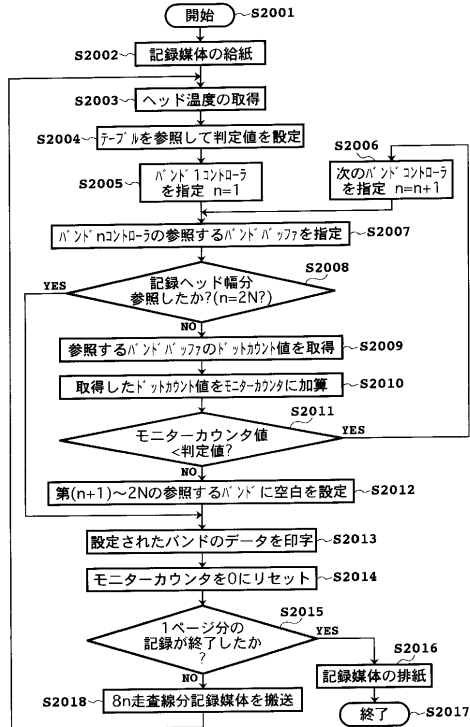 開始
S2001
S2002
記録媒体の給紙
S2003
ヘッド温度の取得
S2004
テーブルを参照して判定値を設定
S2005
バンド1コントローラ
を指定 n=1
S2006
次のバンドコントローラ
を指定 n=n+1
バンドnコントローラの参照するバンドバッファを指定
S2007
S2008
記録ヘッド幅分
参照したか?(n=2N?)
YES
NO
参照するバンドバッファのドットカウント値を取得
S2009
取得したドットカウント値をモニターカウンタに加算
S2010
S2011
モニターカウンタ値
<判定値?
YES
NO
第(n+1)~2Nの参照するバンドに空白を設定
S2012
設定されたバンドのデータを印字
S2013
モニターカウンタを0にリセット
S2014
S2015
1ページ分の
記録が終了したか
?
YES
NO
S2016
記録媒体の排紙
S2018
8n走査線分記録媒体を搬送
終了
S2017